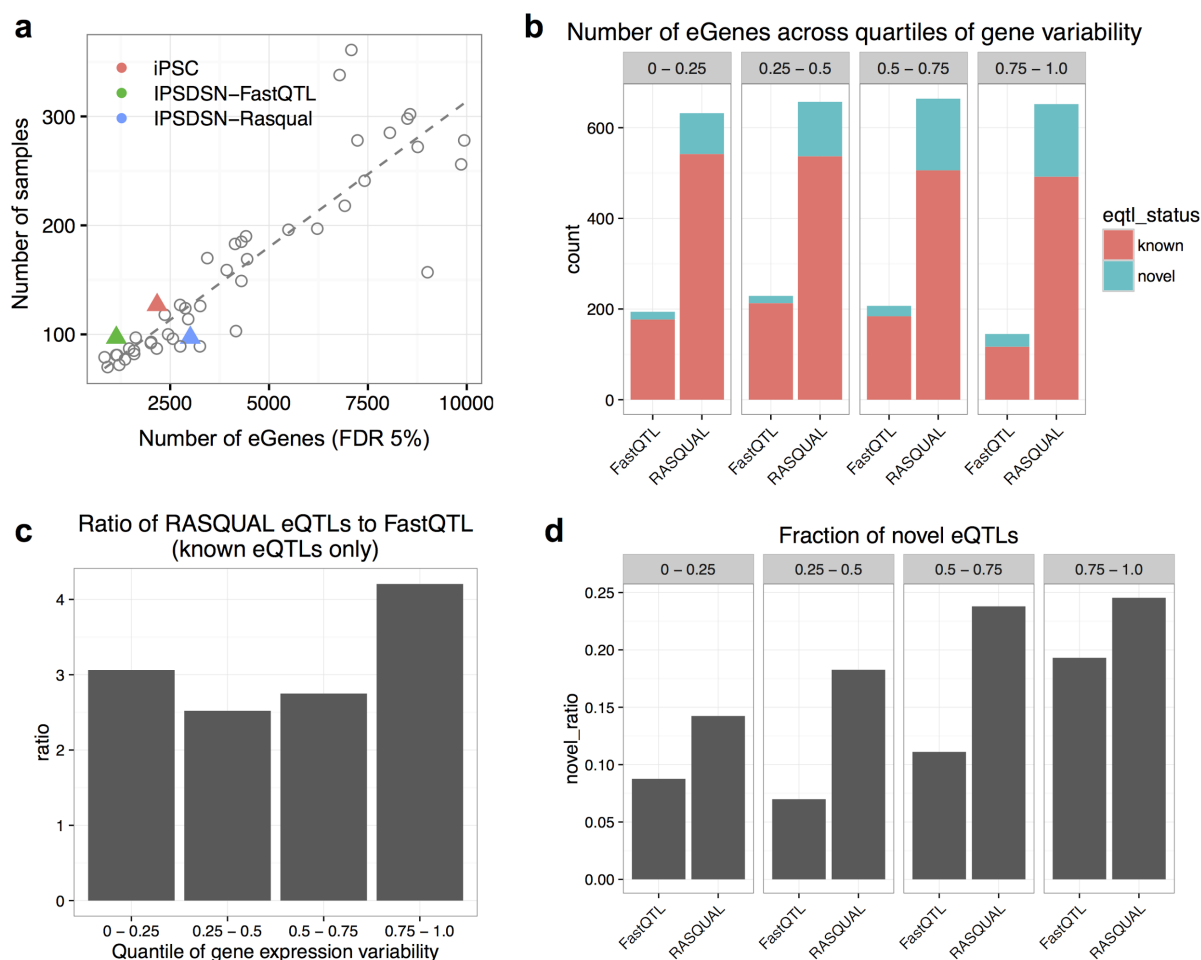 a
iPSC
IPSDSN−FastQTL
IPSDSN−Rasqual
Number of samples
300
200
100
2500 5000 7500 10000
Number of eGenes (FDR 5%)
b
Number of eGenes across quartiles of gene variability
0 − 0.25 0.25 − 0.5 0.5 − 0.75 0.75 − 1.0
count
600
400
200
0
FastQTL RASQUAL FastQTL RASQUAL FastQTL RASQUAL FastQTL RASQUAL
eqtl_status
known
novel
c
Ratio of RASQUAL eQTLs to FastQTL
(known eQTLs only)
ratio
4
3
2
1
0
0 − 0.25 0.25 − 0.5 0.5 − 0.75 0.75 − 1.0
Quantile of gene expression variability
d
Fraction of novel eQTLs
0 − 0.25 0.25 − 0.5 0.5 − 0.75 0.75 − 1.0
novel_ratio
0.25
0.20
0.15
0.10
0.05
0.00
FastQTL RASQUAL FastQTL RASQUAL FastQTL RASQUAL FastQTL RASQUAL